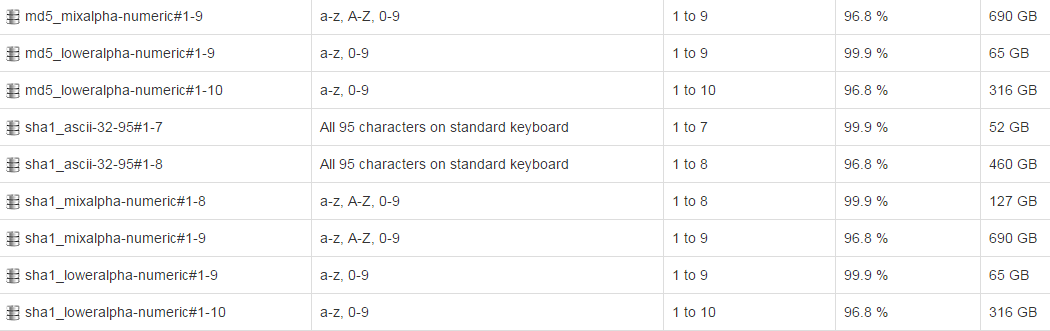 md5_mixalpha-numeric#1-9 a-z, A-Z, 0-9 1 to 9 96.8 % 690 GB
md5_loweralpha-numeric#1-9 a-z, 0-9 1 to 9 99.9 % 65 GB
md5_loweralpha-numeric#1-10 a-z, 0-9 1 to 10 96.8 % 316 GB
sha1_ascii-32-95#1-7 All 95 characters on standard keyboard 1 to 7 99.9 % 52 GB
sha1_ascii-32-95#1-8 All 95 characters on standard keyboard 1 to 8 96.8 % 460 GB
sha1_mixalpha-numeric#1-8 a-z, A-Z, 0-9 1 to 8 99.9 % 127 GB
sha1_mixalpha-numeric#1-9 a-z, A-Z, 0-9 1 to 9 96.8 % 690 GB
sha1_loweralpha-numeric#1-9 a-z, 0-9 1 to 9 99.9 % 65 GB
sha1_loweralpha-numeric#1-10 a-z, 0-9 1 to 10 96.8 % 316 GB